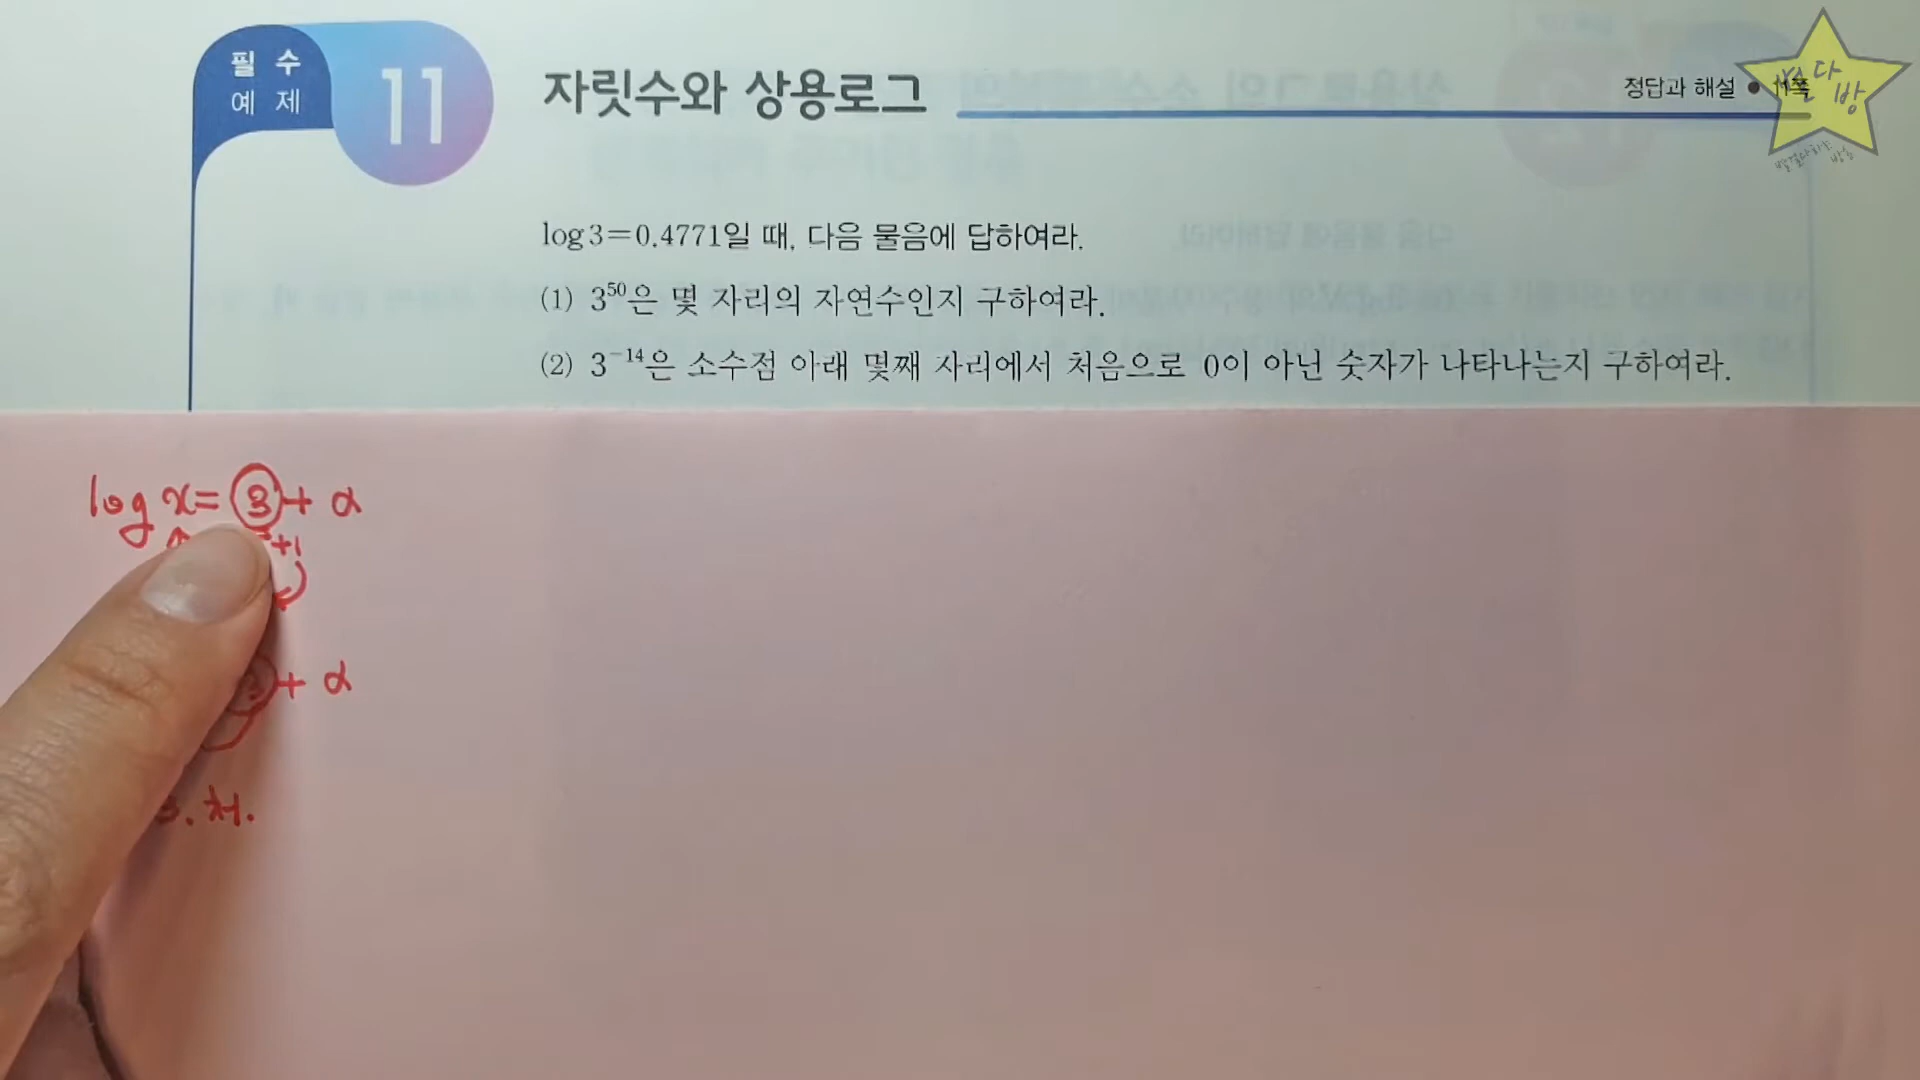 필수
예제
11
자릿수와 상용로그
정답과 해설 ● 11쪽
log3=0.4771일 때, 다음 물음에 답하여라.
(1) 3⁵⁰은 몇 자리의 자연수인지 구하여라.
(2) 3⁻¹⁴은 소수점 아래 몇째 자리에서 처음으로 0이 아닌 숫자가 나타나는지 구하여라.
log x = 3 + α
+1
+ α
처.